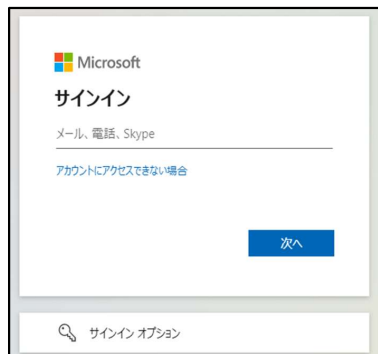 Microsoft
サインイン
メール、電話、Skype
アカウントにアクセスできない場合
次へ
サインイン オプション